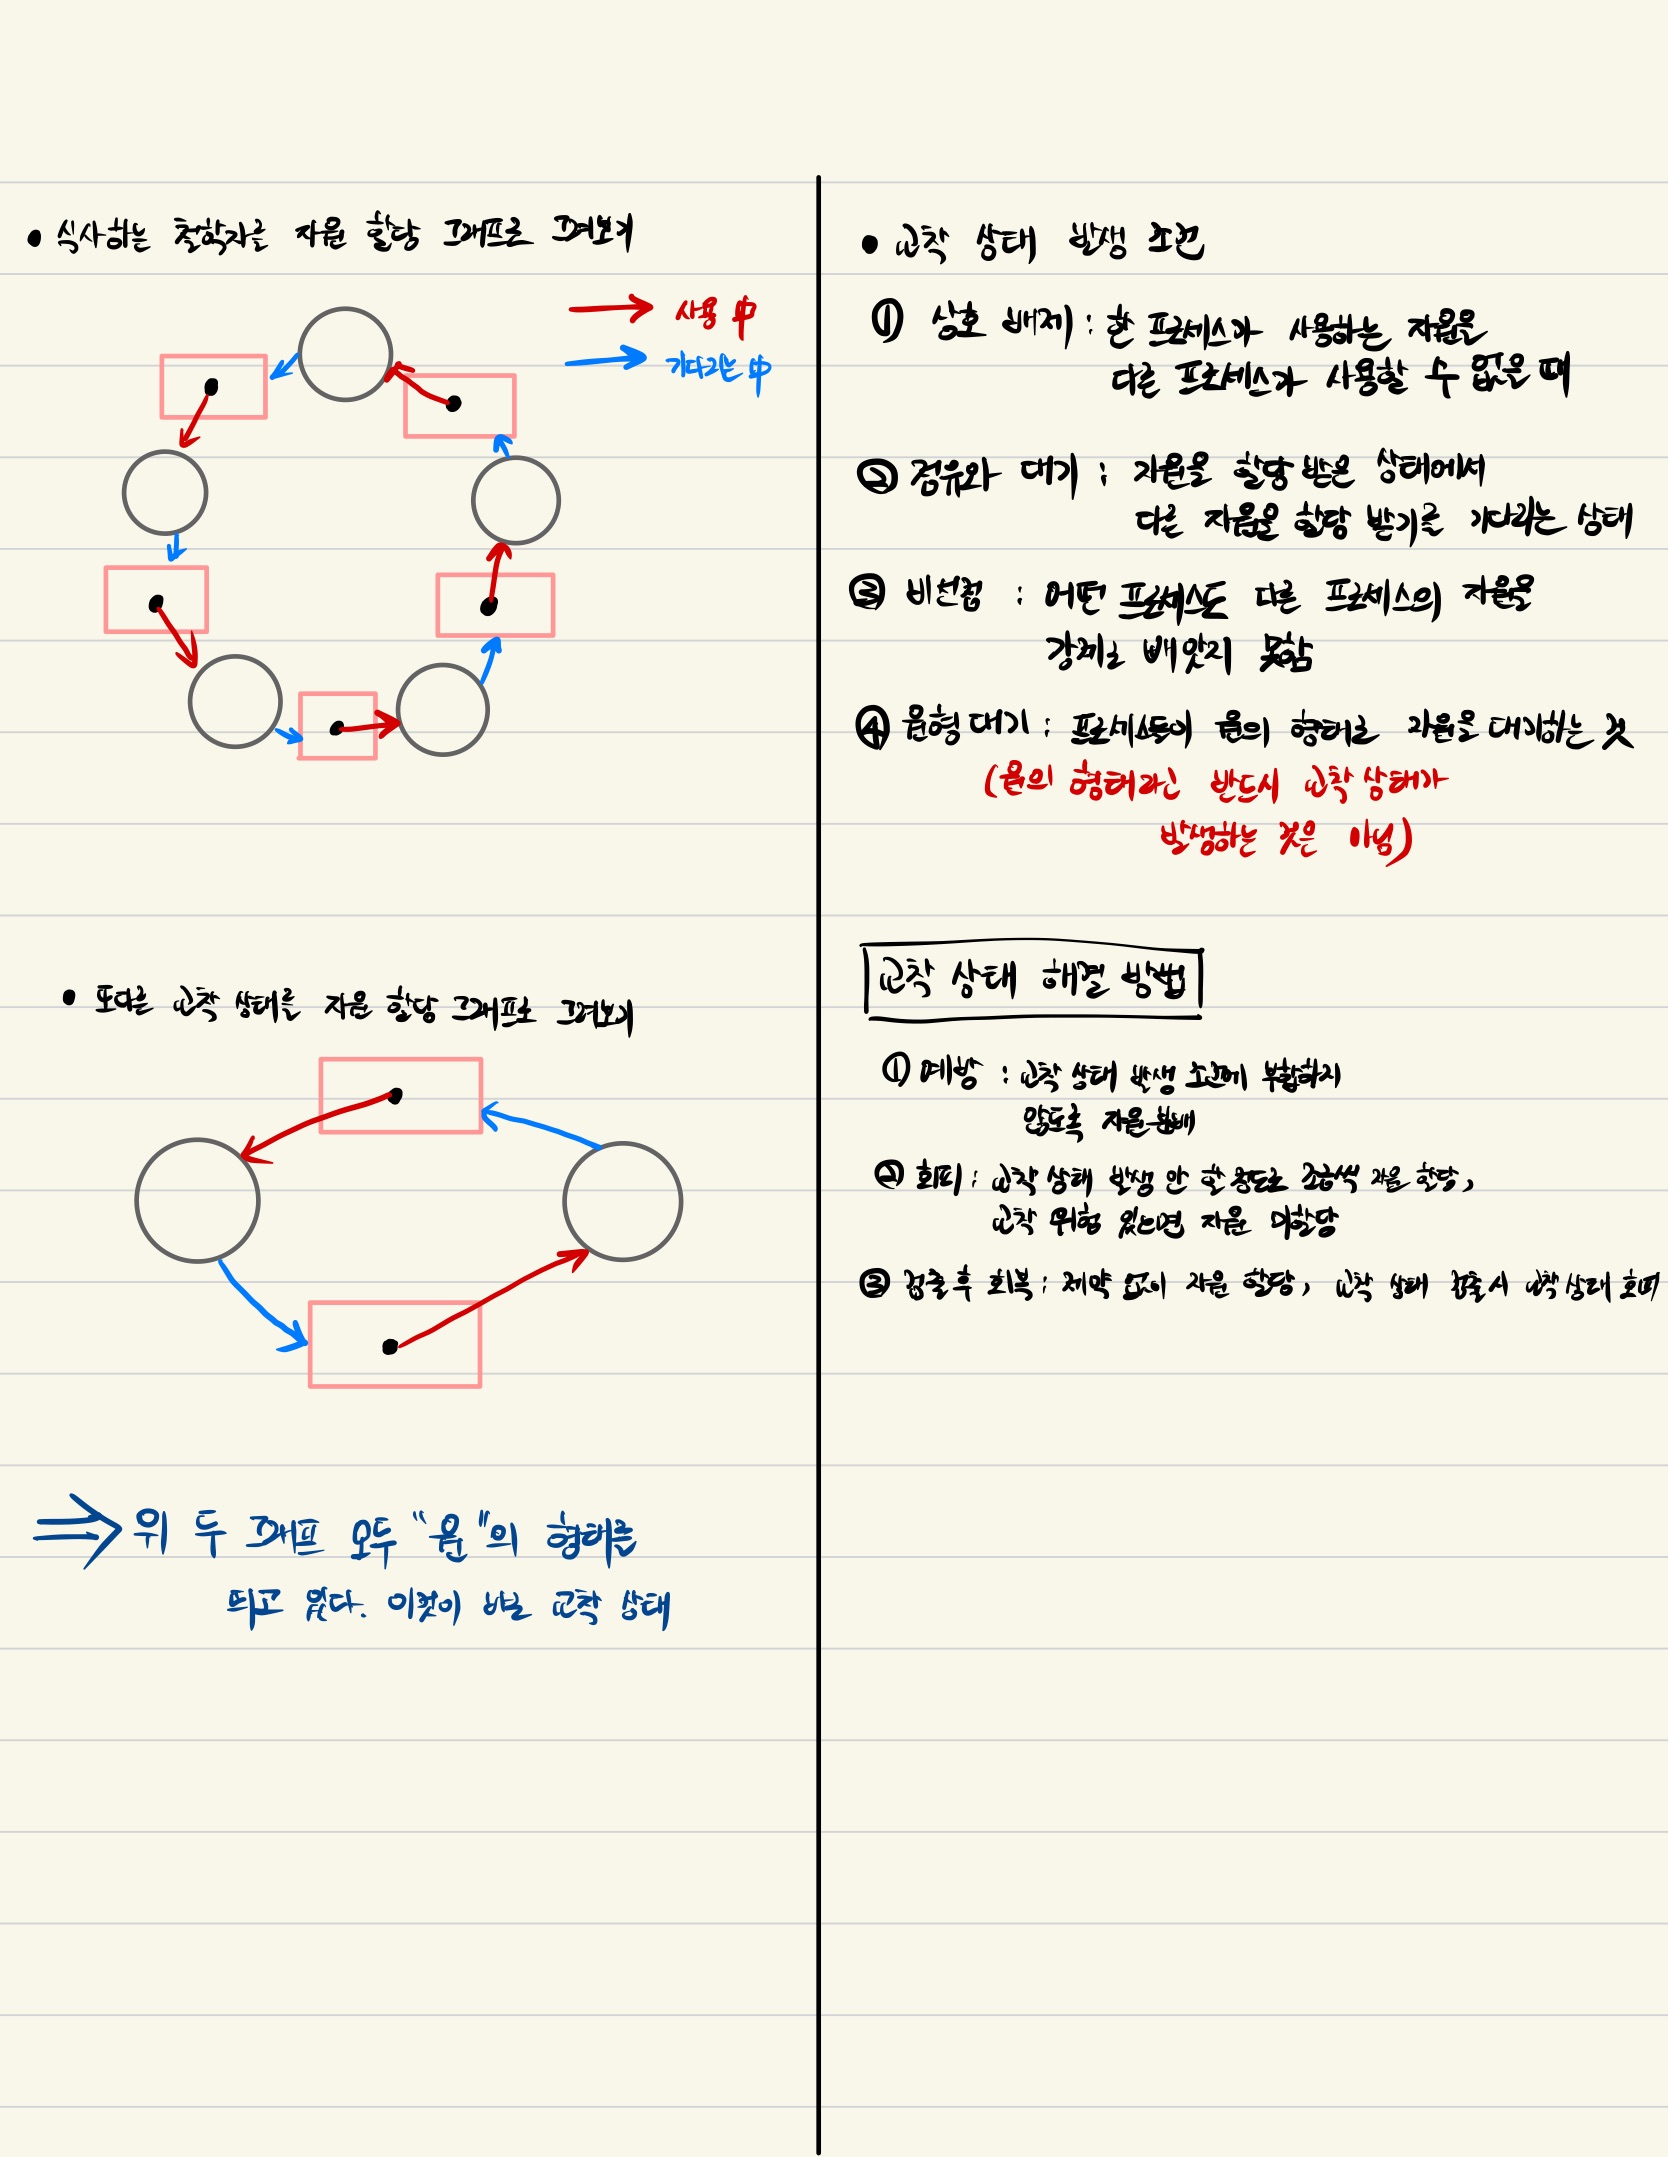 • 식사하는 철학자를 자원 할당 그래프로 그려보기
→ 사용 中
→ 기다리는 中
• 또다른 교착 상태를 자원 할당 그래프로 그려보기
⇒ 위 두 그래프 모두 "원"의 형태를
띄고 있다. 이것이 바로 교착 상태
• 교착 상태 발생 조건
① 상호 배제 : 한 프로세스가 사용하는 자원을
다른 프로세스가 사용할 수 없을 때
② 점유와 대기 : 자원을 할당 받은 상태에서
다른 자원을 할당 받기를 기다리는 상태
③ 비선점 : 어떤 프로세스도 다른 프로세스의 자원을
강제로 빼앗지 못함
④ 원형 대기 : 프로세스들이 원의 형태로 자원을 대기하는 것
(원의 형태라고 반드시 교착 상태가
발생하는 것은 아님)
교착 상태 해결 방법
① 예방 : 교착 상태 발생 조건에 부합하지
않도록 자원 분배
② 회피 : 교착 상태 발생 안 할 정도로 조금씩 자원 할당,
교착 위험 있으면 자원 미할당
③ 검출 후 회복 : 제약 없이 자원 할당, 교착 상태 검출시 교착 상태 회피